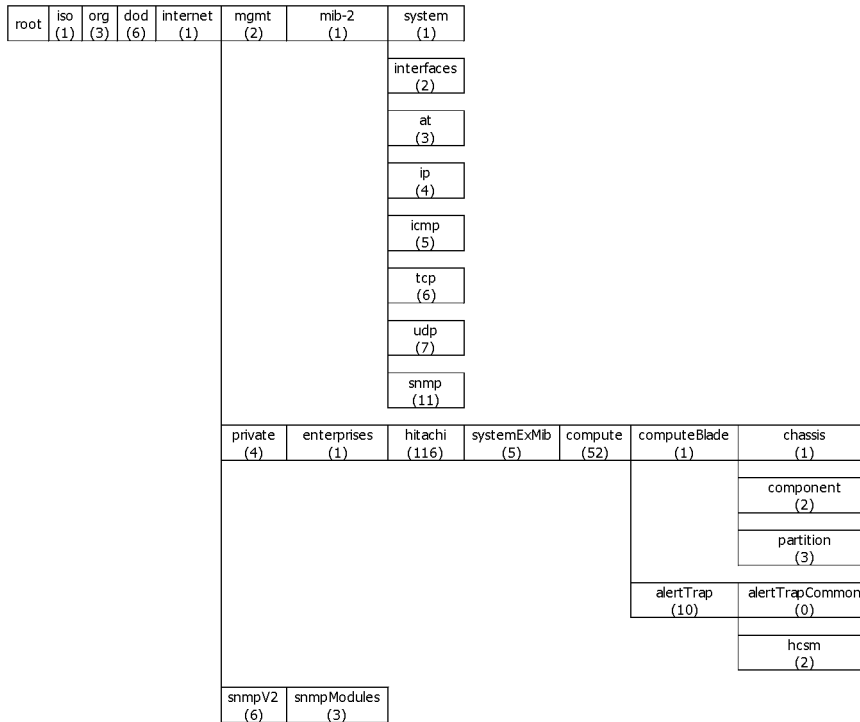 root iso org dod internet mgmt mib-2 system
(1) (3) (6) (1) (2) (1) (1)
interfaces
(2)
at
(3)
ip
(4)
icmp
(5)
tcp
(6)
udp
(7)
snmp
(11)
private enterprises hitachi systemExMib compute computeBlade chassis
(4) (1) (116) (5) (52) (1) (1)
component
(2)
partition
(3)
alertTrap alertTrapCommon
(10) (0)
hcsm
(2)
snmpV2 snmpModules
(6) (3)